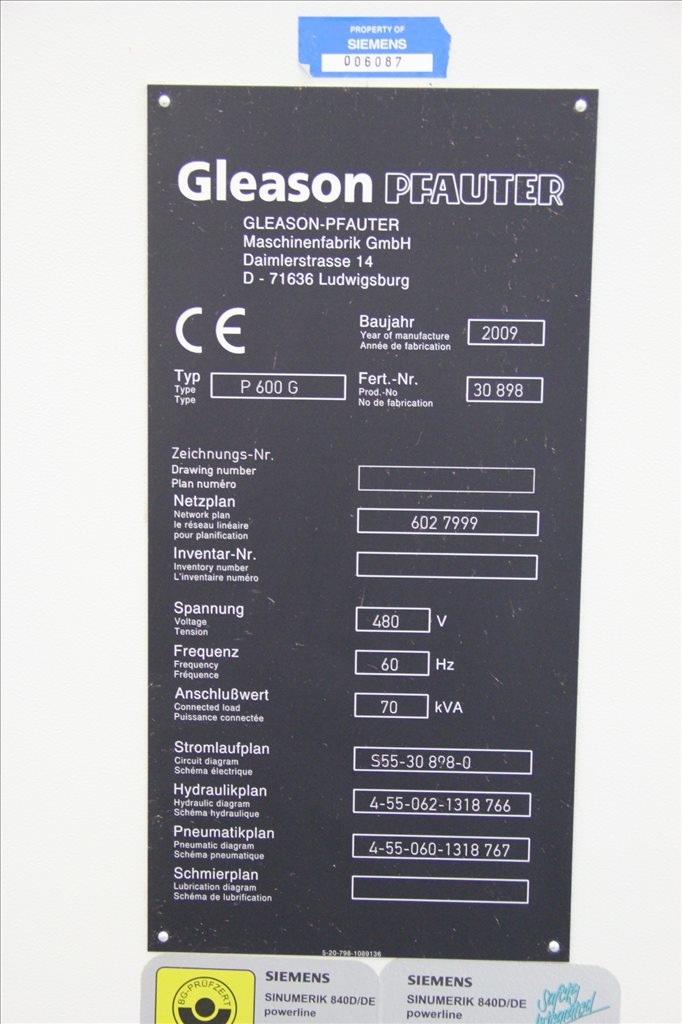 PROPERTY OF
SIEMENS
006087
Gleason PFAUTER
GLEASON-PFAUTER
Maschinenfabrik GmbH
Daimlerstrasse 14
D - 71636 Ludwigsburg
CE
Baujahr
Year of manufacture
Année de fabrication
2009
Typ
Type
Type
P 600 G
Fert.-Nr.
Prod.-No
No de fabrication
30 898
Zeichnungs-Nr.
Drawing number
Plan numéro
Netzplan
Network plan
le réseau linéaire
pour planification
602 7999
Inventar-Nr.
Inventory number
L'inventaire numéro
Spannung
Voltage
Tension
480 V
Frequenz
Frequency
Fréquence
60 Hz
Anschlußwert
Connected load
Puissance connectée
70 kVA
Stromlaufplan
Circuit diagram
Schéma électrique
S55-30 898-0
Hydraulikplan
Hydraulic diagram
Schéma hydraulique
4-55-062-1318 766
Pneumatikplan
Pneumatic diagram
Schéma pneumatique
4-55-060-1318 767
Schmierplan
Lubrication diagram
Schéma de lubrification
5-20-798-1089136
BG-PRÜFZERT
SIEMENS
SINUMERIK 840D/DE
powerline
SIEMENS
SINUMERIK 840D/DE
powerline
Safety
Integrated